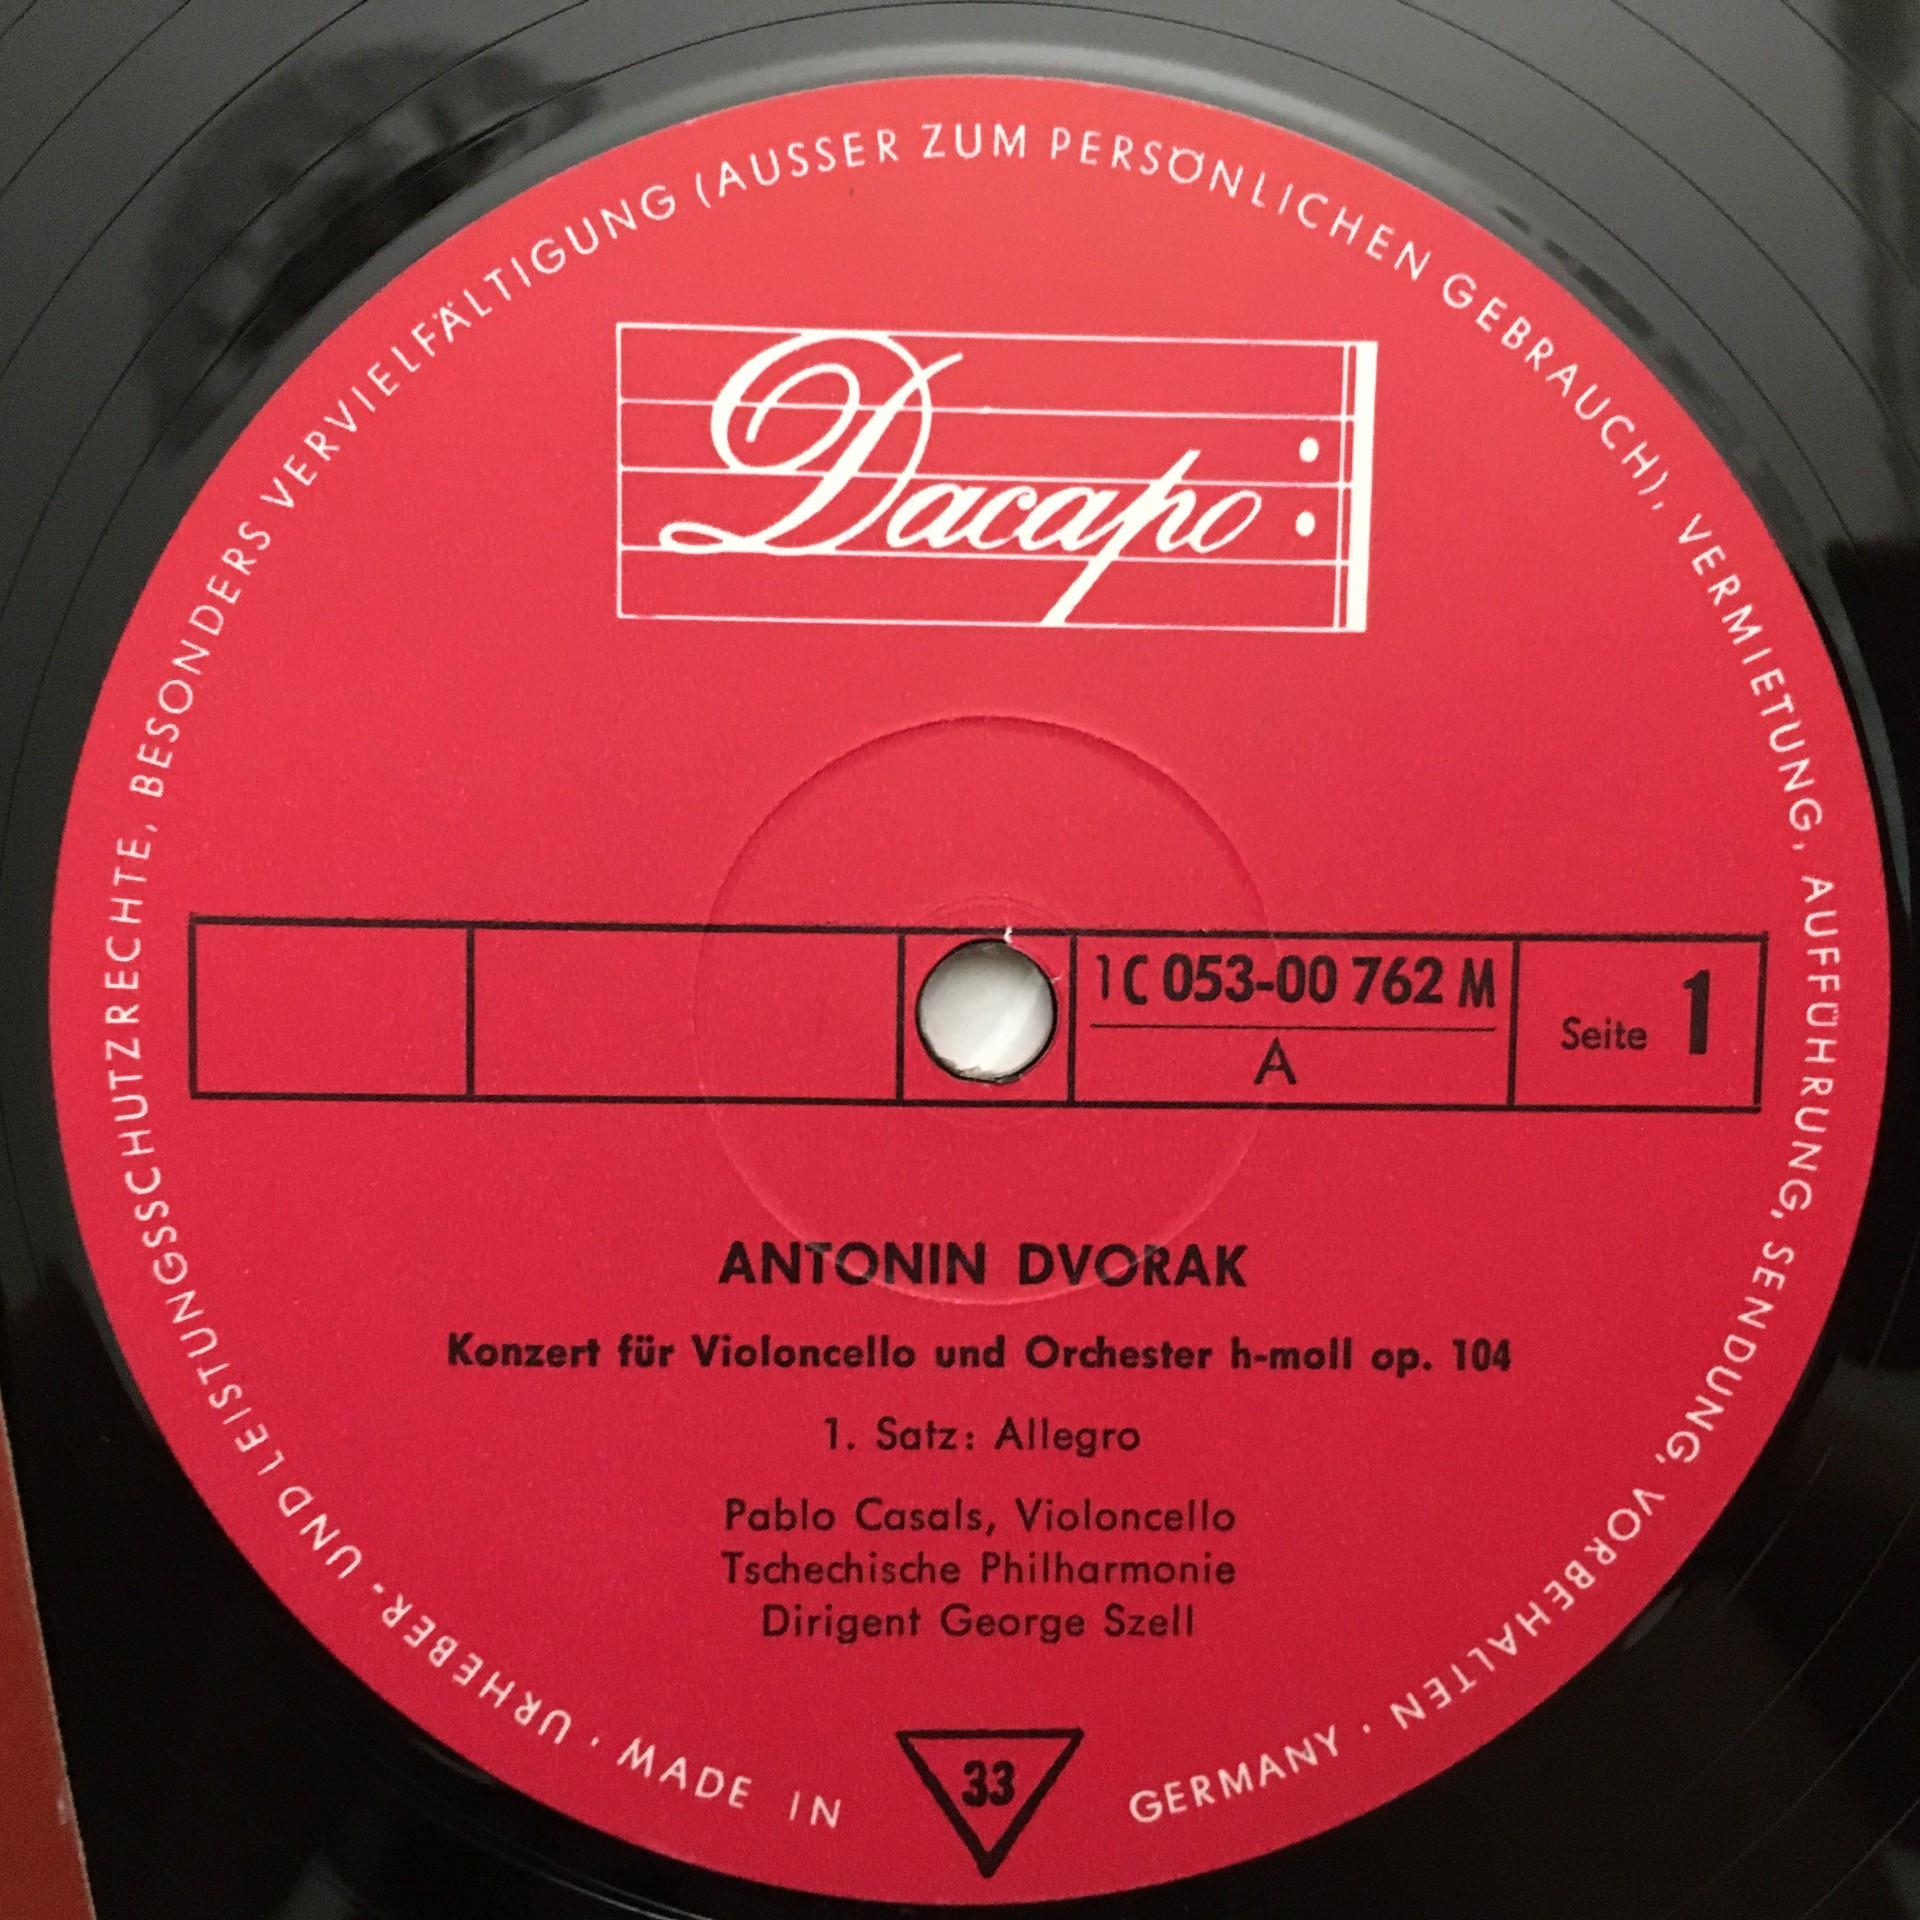 URHEBER- UND LEISTUNGSSCHUTZRECHTE, BESONDERS VERVIELFÄLTIGUNG (AUSSER ZUM PERSÖNLICHEN GEBRAUCH), VERMIETUNG, AUFFÜHRUNG, SENDUNG, VORBEHALTEN ·
Dacapo
1C 053-00 762 M
A
Seite 1
ANTONIN DVORAK
Konzert für Violoncello und Orchester h-moll op. 104
1. Satz: Allegro
Pablo Casals, Violoncello
Tschechische Philharmonie
Dirigent George Szell
· MADE IN GERMANY ·
33